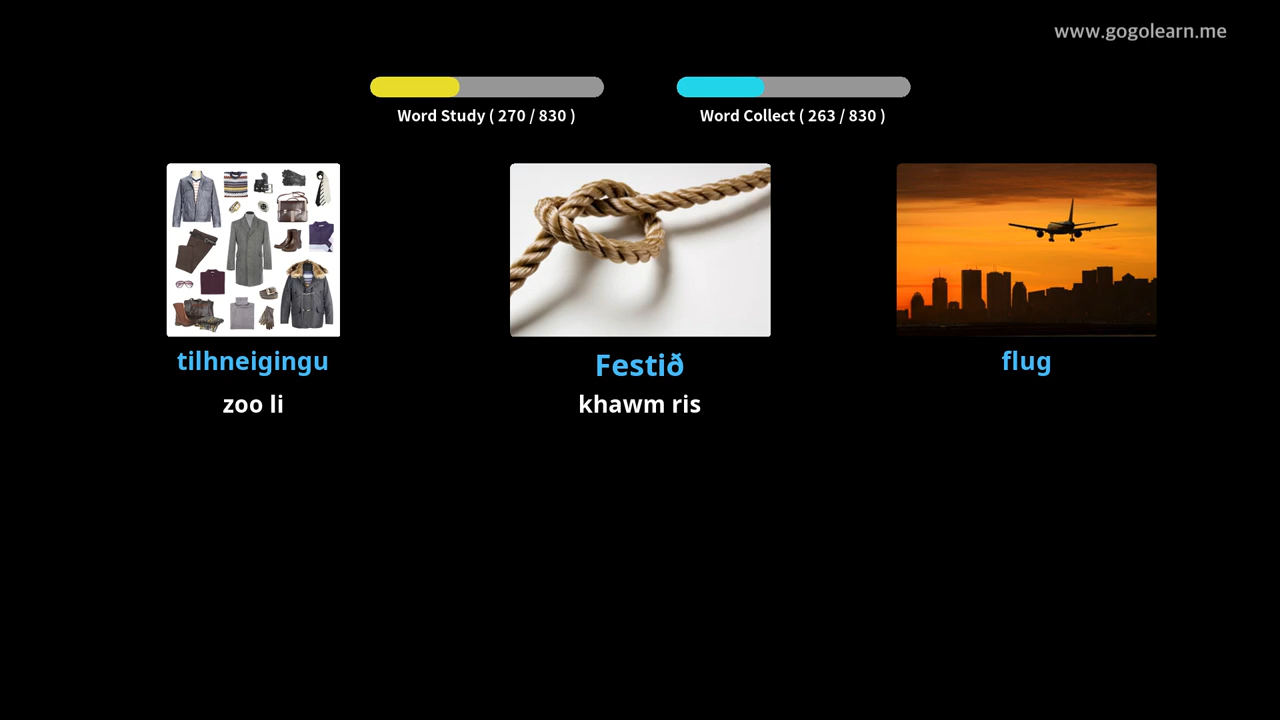 www.gogolearn.me
Word Study ( 270 / 830 )
Word Collect ( 263 / 830 )
tilhneigingu
zoo li
Festið
khawm ris
flug